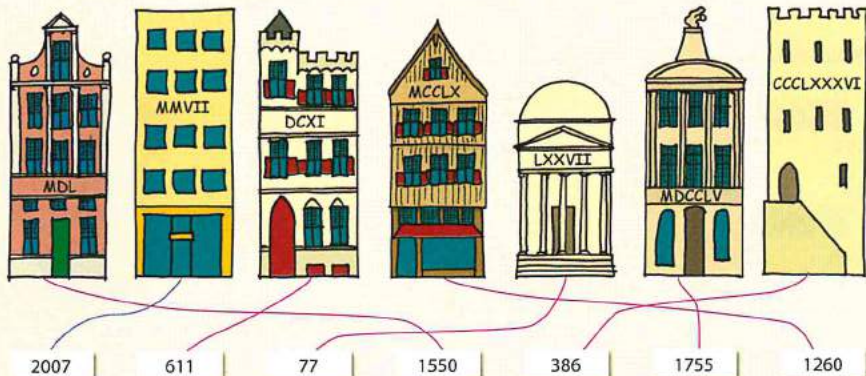 MDL
MMVII
DCXI
MCCLX
LXXVII
MDCCLV
CCCLXXXVI
2007 611 77 1550 386 1755 1260